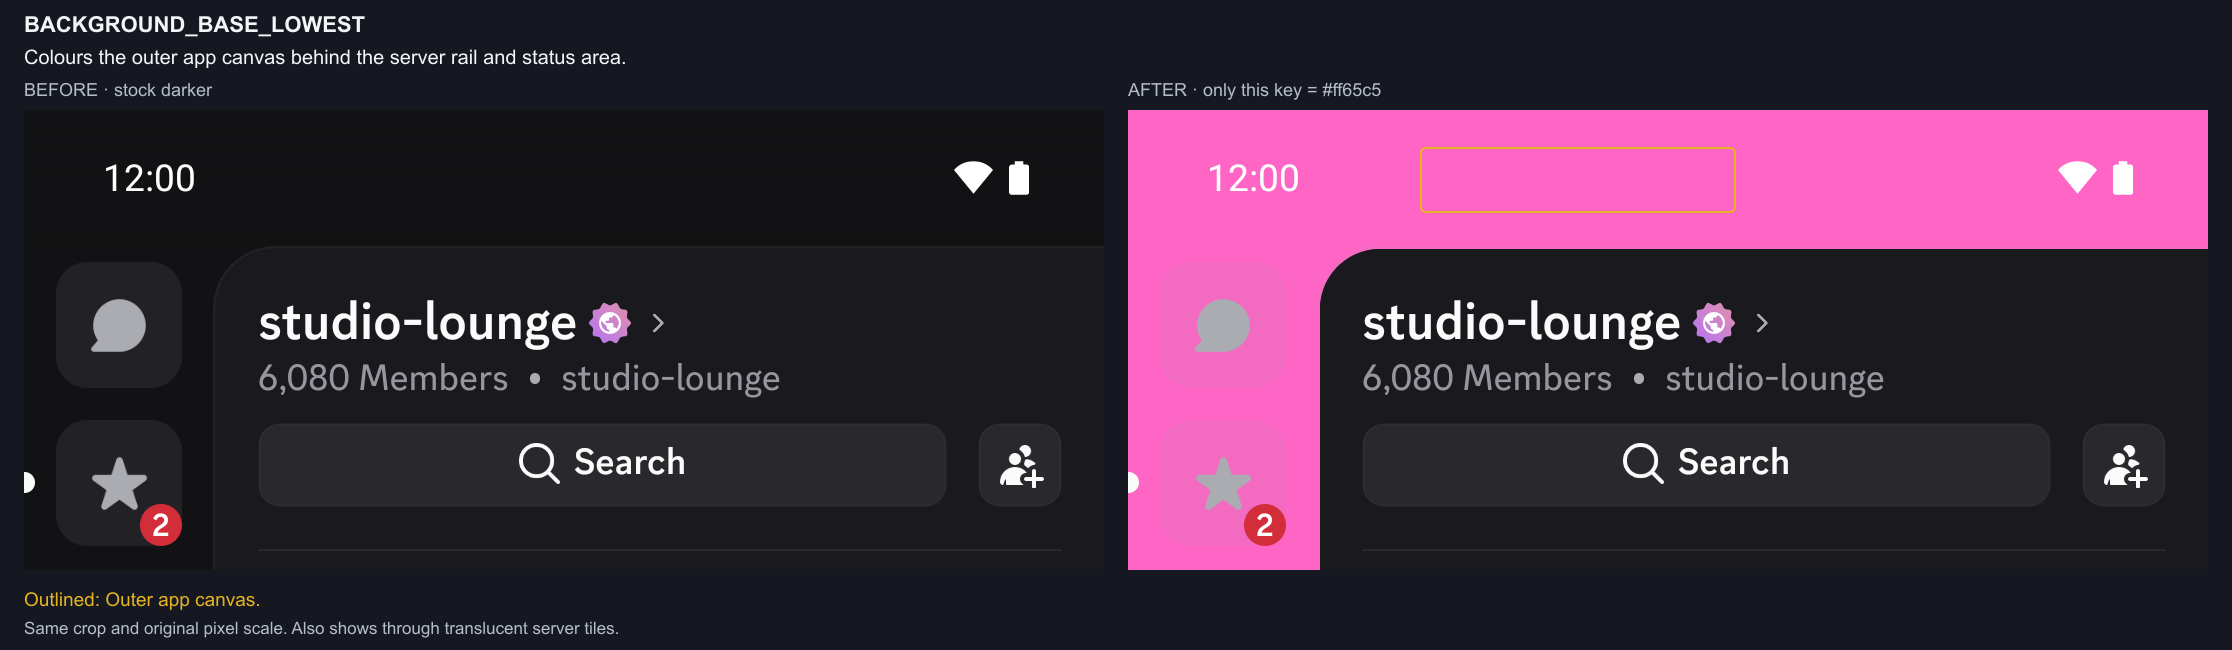 BACKGROUND_BASE_LOWEST
Colours the outer app canvas behind the server rail and status area.
BEFORE · stock darker
AFTER · only this key = #ff65c5
12:00
12:00
studio-lounge
6,080 Members • studio-lounge
Search
2
studio-lounge
6,080 Members • studio-lounge
Search
2
Outlined: Outer app canvas.
Same crop and original pixel scale. Also shows through translucent server tiles.